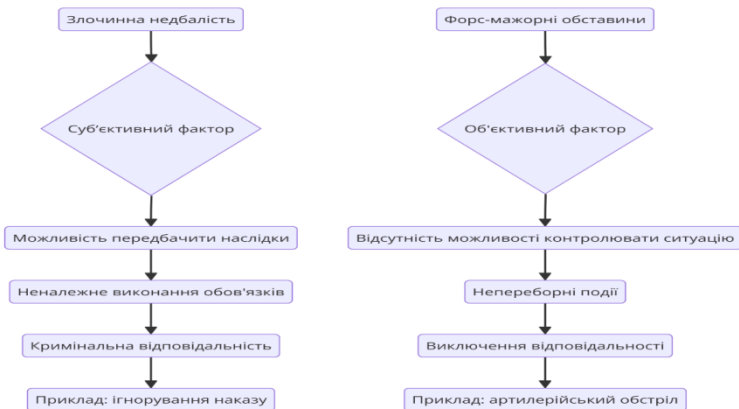 Злочинна недбалість
Суб'єктивний фактор
Можливість передбачити наслідки
Неналежне виконання обов'язків
Кримінальна відповідальність
Приклад: ігнорування наказу
Форс-мажорні обставини
Об'єктивний фактор
Відсутність можливості контролювати ситуацію
Непереборні події
Виключення відповідальності
Приклад: артилерійський обстріл